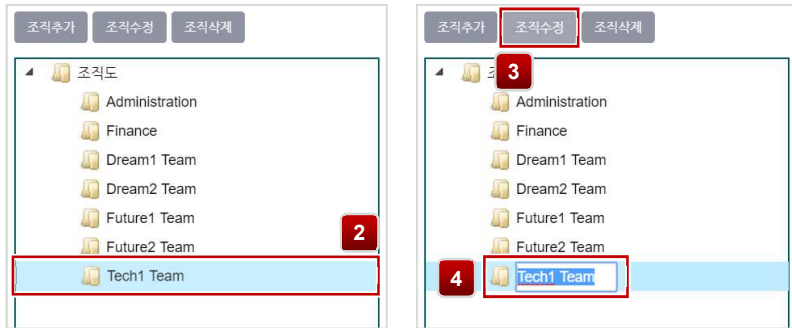 조직추가 조직수정 조직삭제
조직도
Administration
Finance
Dream1 Team
Dream2 Team
Future1 Team
Future2 Team
2
Tech1 Team
조직추가 조직수정 조직삭제
3
Administration
Finance
Dream1 Team
Dream2 Team
Future1 Team
Future2 Team
4 Tech1 Team